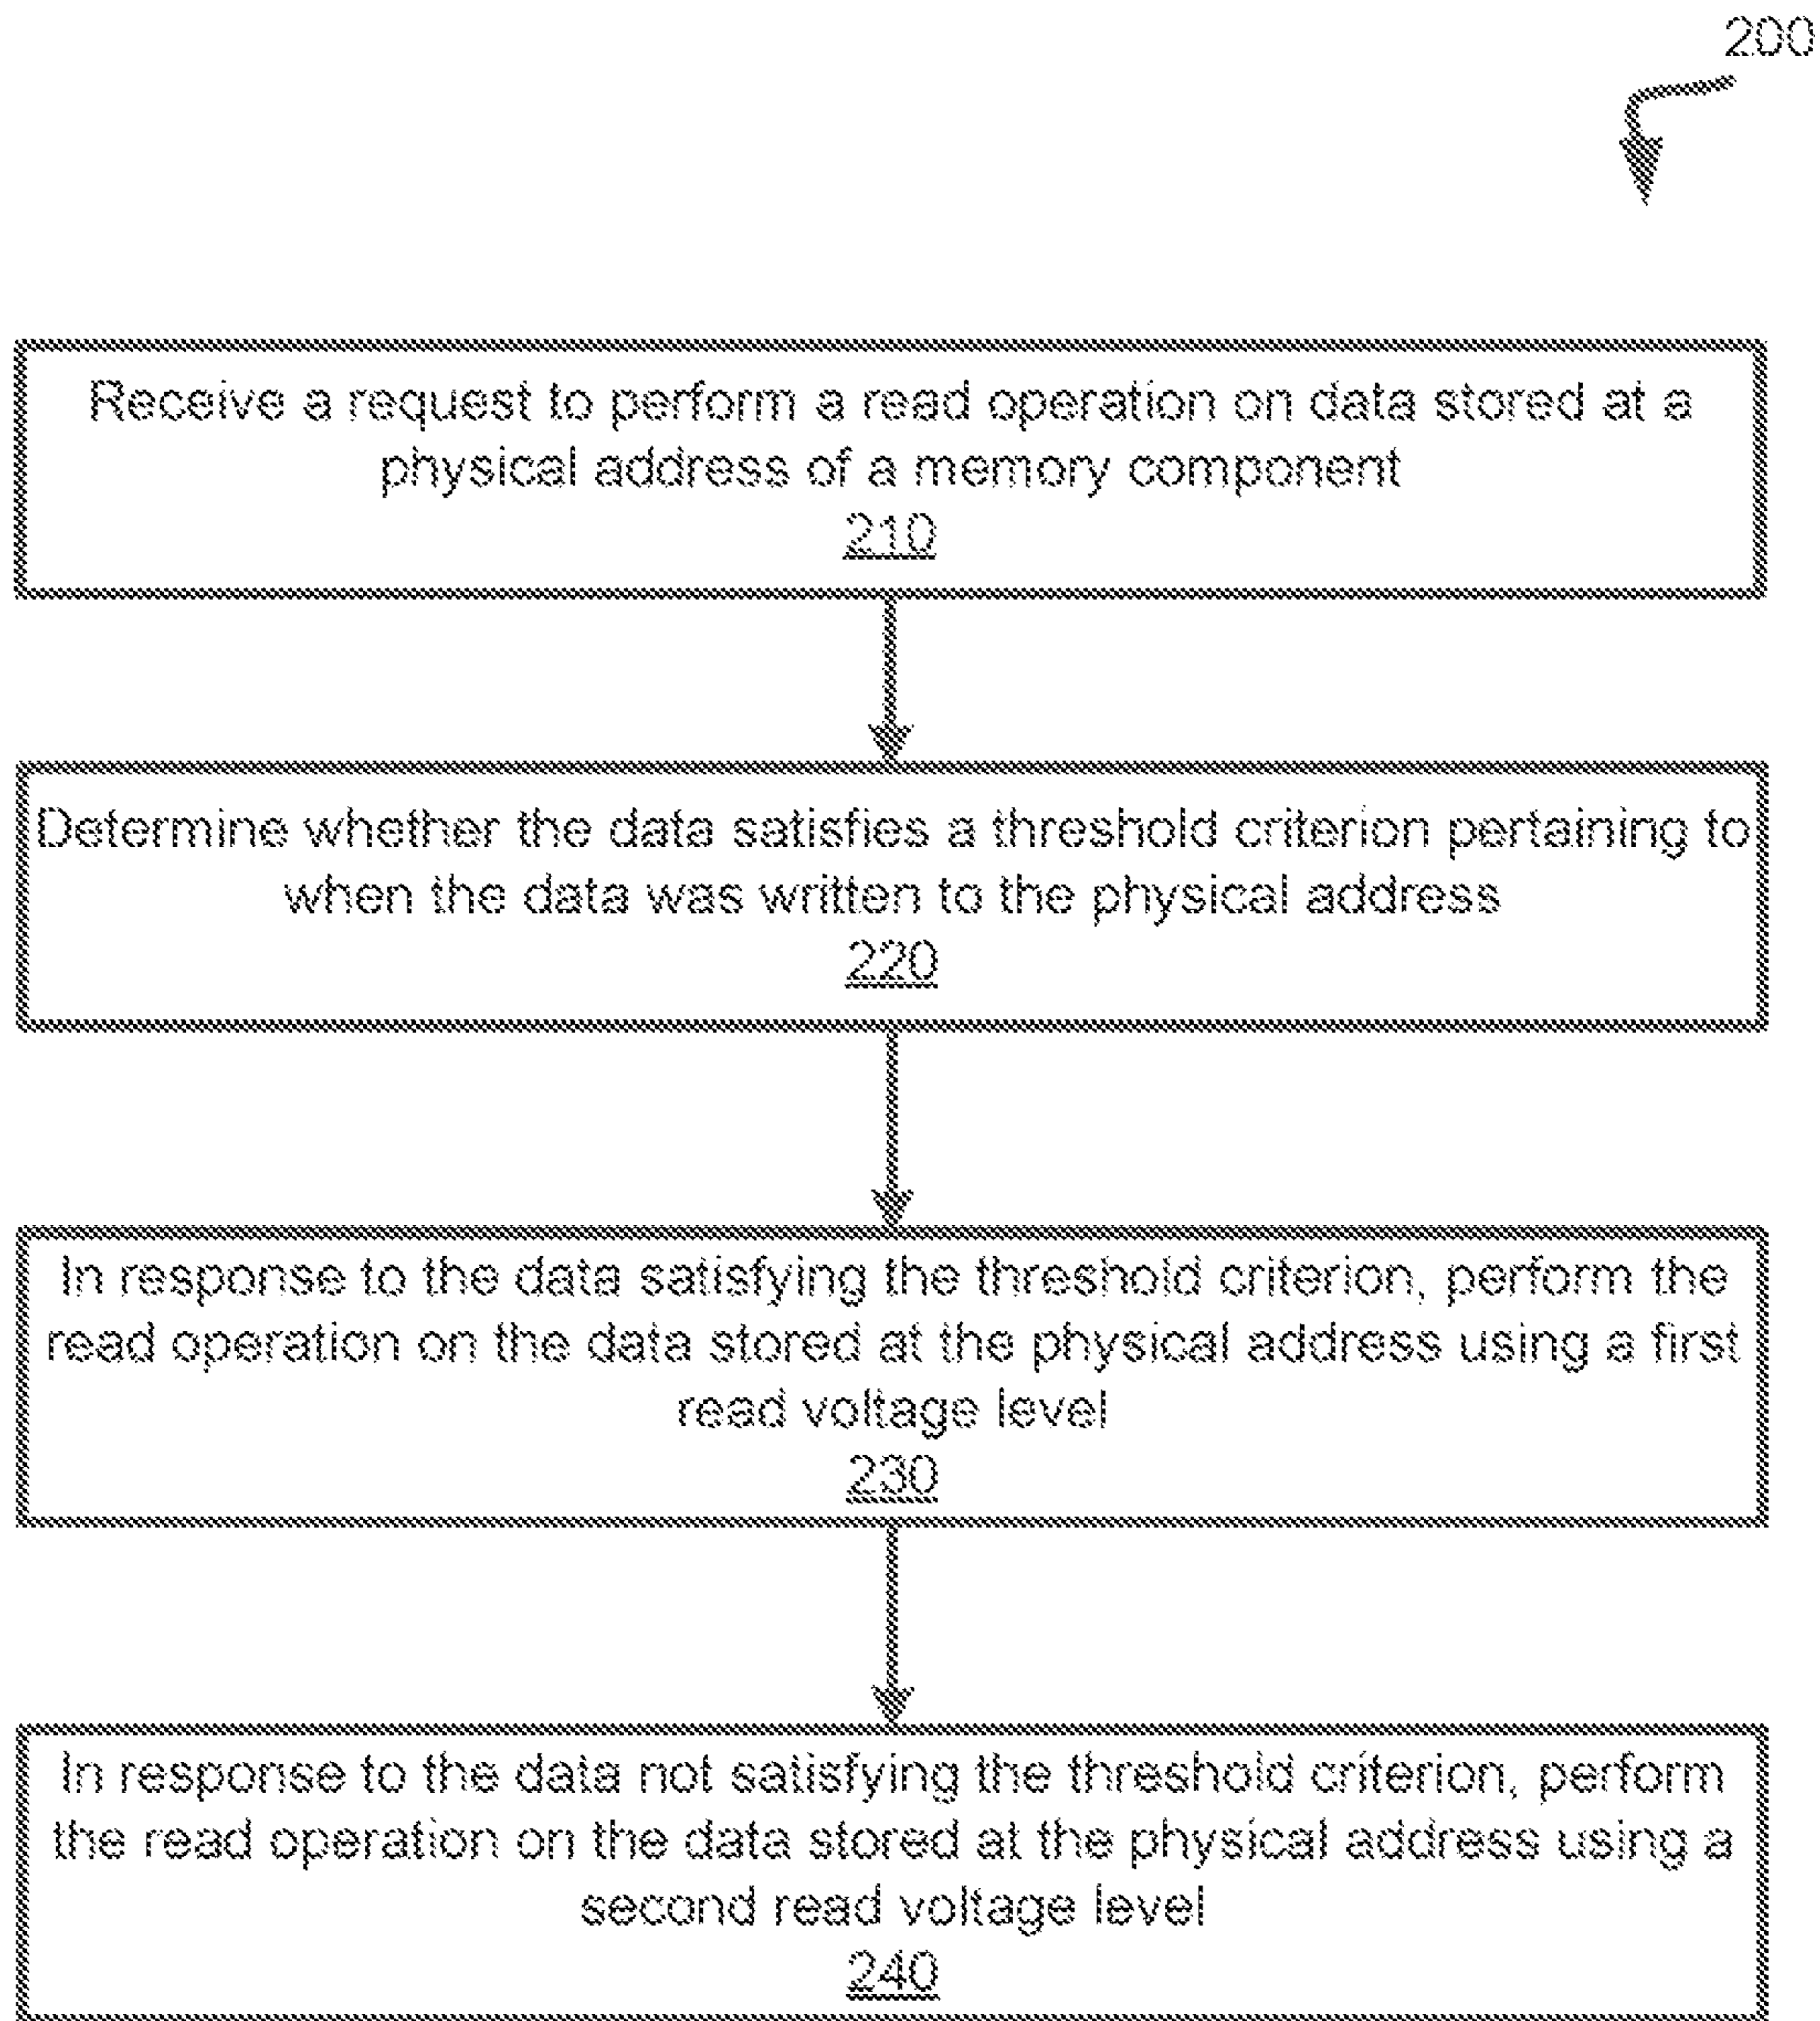 200
Receive a request to perform a read operation on data stored at a
physical address of a memory component
210
Determine whether the data satisfies a threshold criterion pertaining to
when the data was written to the physical address
220
In response to the data satisfying the threshold criterion, perform the
read operation on the data stored at the physical address using a first
read voltage level
230
In response to the data not satisfying the threshold criterion, perform
the read operation on the data stored at the physical address using a
second read voltage level
240